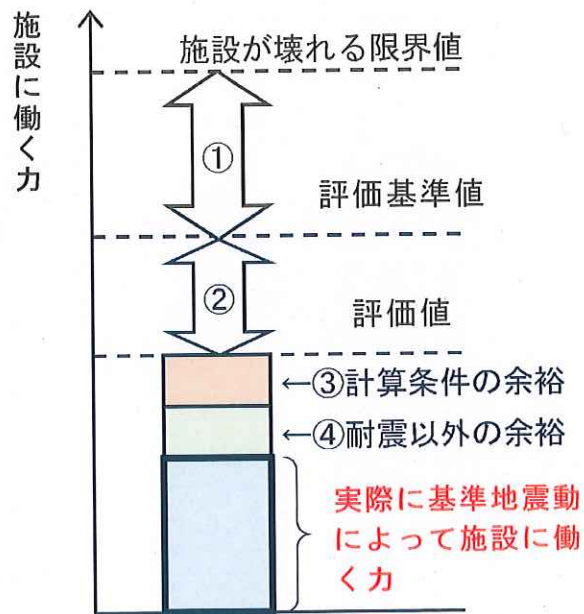 施設に働く力
施設が壊れる限界値
①
評価基準値
②
評価値
←③計算条件の余裕
←④耐震以外の余裕
実際に基準地震動
によって施設に働
く力